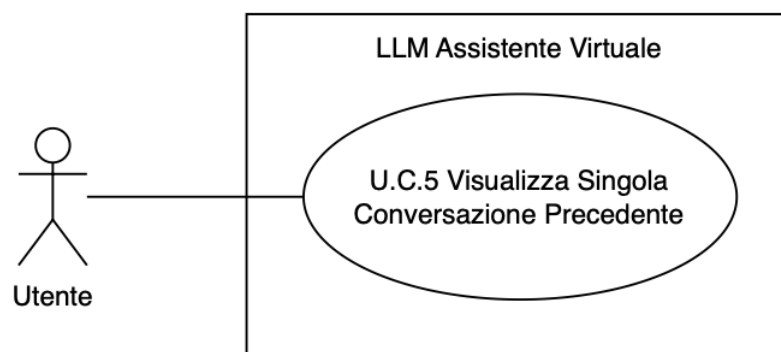 LLM Assistente Virtuale
U.C.5 Visualizza Singola
Conversazione Precedente
Utente